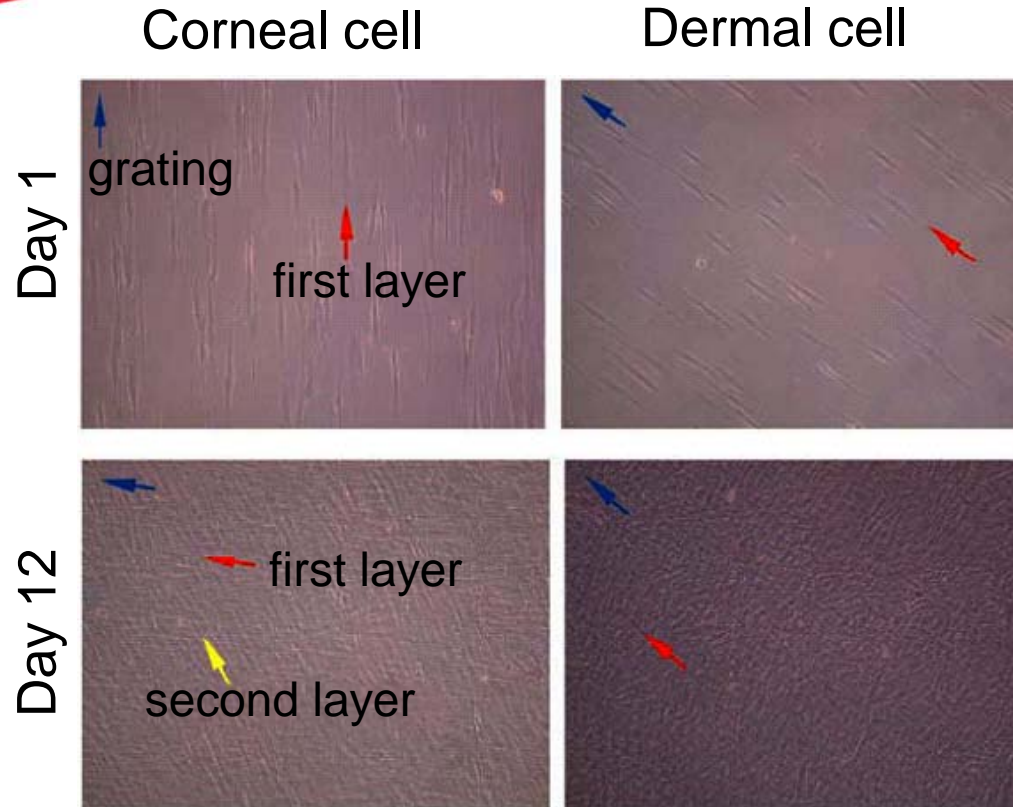 Corneal cell
Dermal cell
Day 1
grating
first layer
Day 12
first layer
second layer